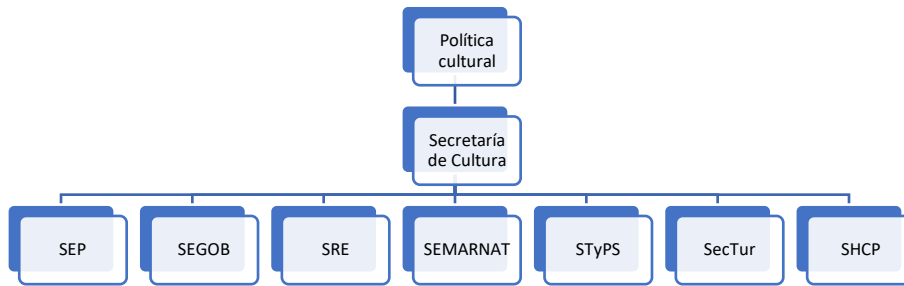 Política
cultural
Secretaría
de Cultura
SEP
SEGOB
SRE
SEMARNAT
STyPS
SecTur
SHCP